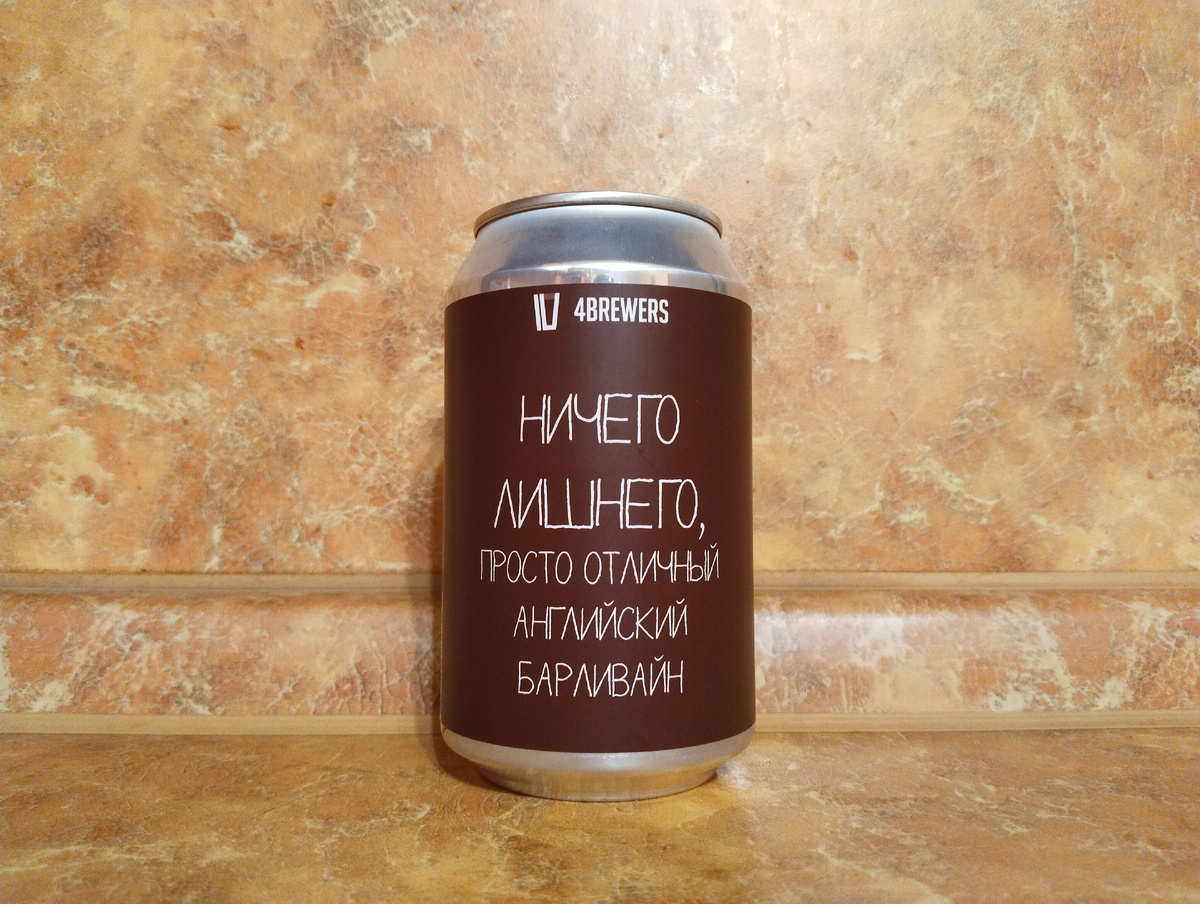 4BREWERS
НИЧЕГО
ЛИШНЕГО,
ПРОСТО ОТЛИЧНЫЙ
АНГЛИЙСКИЙ
БАРЛИВАЙН